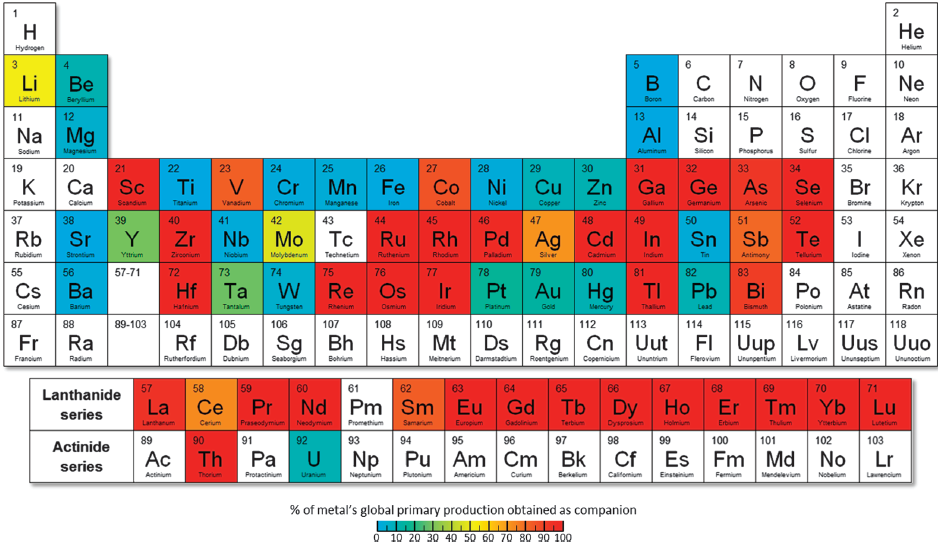 1 2
H He
Hydrogen Helium
3 4 5 6 7 8 9 10
Li Be B C N O F Ne
Lithium Beryllium Boron Carbon Nitrogen Oxygen Fluorine Neon
11 12 13 14 15 16 17 18
Na Mg Al Si P S Cl Ar
Sodium Magnesium Aluminum Silicon Phosphorus Sulfur Chlorine Argon
19 20 21 22 23 24 25 26 27 28 29 30 31 32 33 34 35 36
K Ca Sc Ti V Cr Mn Fe Co Ni Cu Zn Ga Ge As Se Br Kr
Potassium Calcium Scandium Titanium Vanadium Chromium Manganese Iron Cobalt Nickel Copper Zinc Gallium Germanium Arsenic Selenium Bromine Krypton
37 38 39 40 41 42 43 44 45 46 47 48 49 50 51 52 53 54
Rb Sr Y Zr Nb Mo Tc Ru Rh Pd Ag Cd In Sn Sb Te I Xe
Rubidium Strontium Yttrium Zirconium Niobium Molybdenum Technetium Ruthenium Rhodium Palladium Silver Cadmium Indium Tin Antimony Tellurium Iodine Xenon
55 56 57-71 72 73 74 75 76 77 78 79 80 81 82 83 84 85 86
Cs Ba Hf Ta W Re Os Ir Pt Au Hg Tl Pb Bi Po At Rn
Cesium Barium Hafnium Tantalum Tungsten Rhenium Osmium Iridium Platinum Gold Mercury Thallium Lead Bismuth Polonium Astatine Radon
87 88 89-103 104 105 106 107 108 109 110 111 112 113 114 115 116 117 118
Fr Ra Rf Db Sg Bh Hs Mt Ds Rg Cn Uut Fl Uup Lv Uus Uuo
Francium Radium Rutherfordium Dubnium Seaborgium Bohrium Hassium Meitnerium Darmstadtium Roentgenium Copernicium Ununtrium Flerovium Ununpentium Livermorium Ununseptium Ununoctium
Lanthanide series
57 58 59 60 61 62 63 64 65 66 67 68 69 70 71
La Ce Pr Nd Pm Sm Eu Gd Tb Dy Ho Er Tm Yb Lu
Lanthanum Cerium Praseodymium Neodymium Promethium Samarium Europium Gadolinium Terbium Dysprosium Holmium Erbium Thulium Ytterbium Lutetium
Actinide series
89 90 91 92 93 94 95 96 97 98 99 100 101 102 103
Ac Th Pa U Np Pu Am Cm Bk Cf Es Fm Md No Lr
Actinium Thorium Protactinium Uranium Neptunium Plutonium Americium Curium Berkelium Californium Einsteinium Fermium Mendelevium Nobelium Lawrencium
% of metal's global primary production obtained as companion
0 10 20 30 40 50 60 70 80 90 100